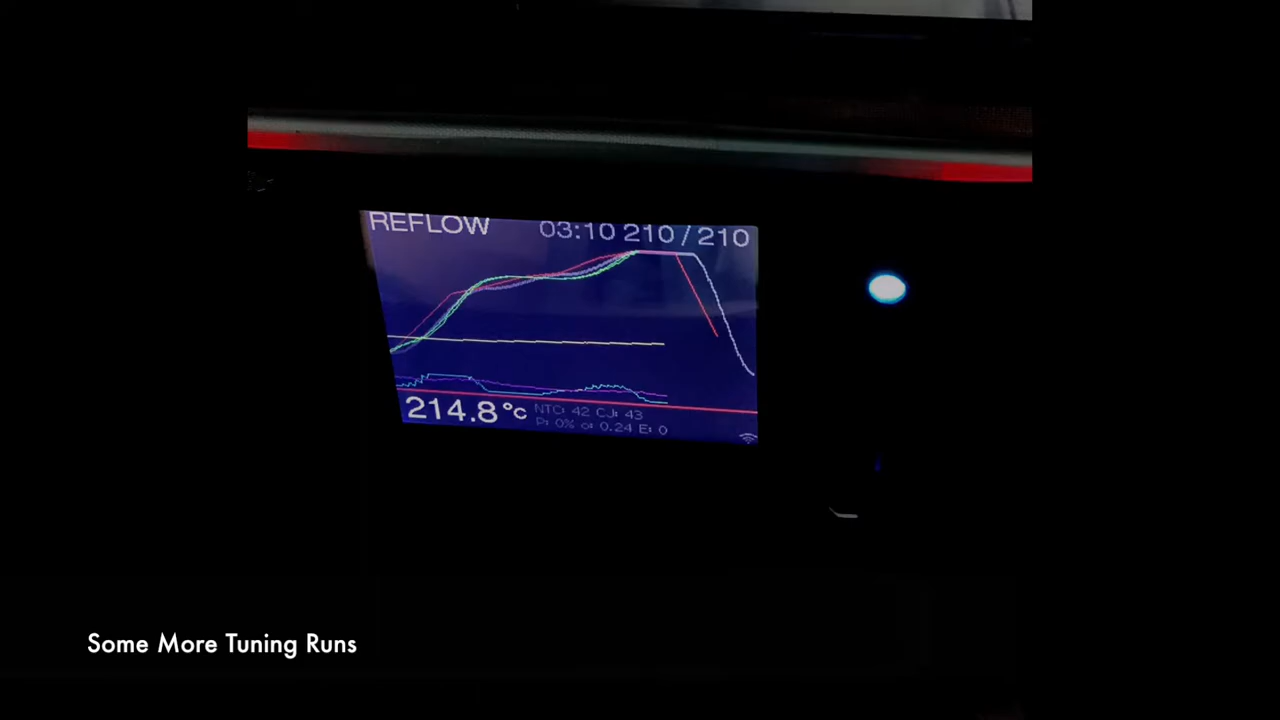 REFLOW 03:10 210/210
214.8°C
NTC: 42 CJ: 43
P: 0% σ: 0.24 E: 0
Some More Tuning Runs